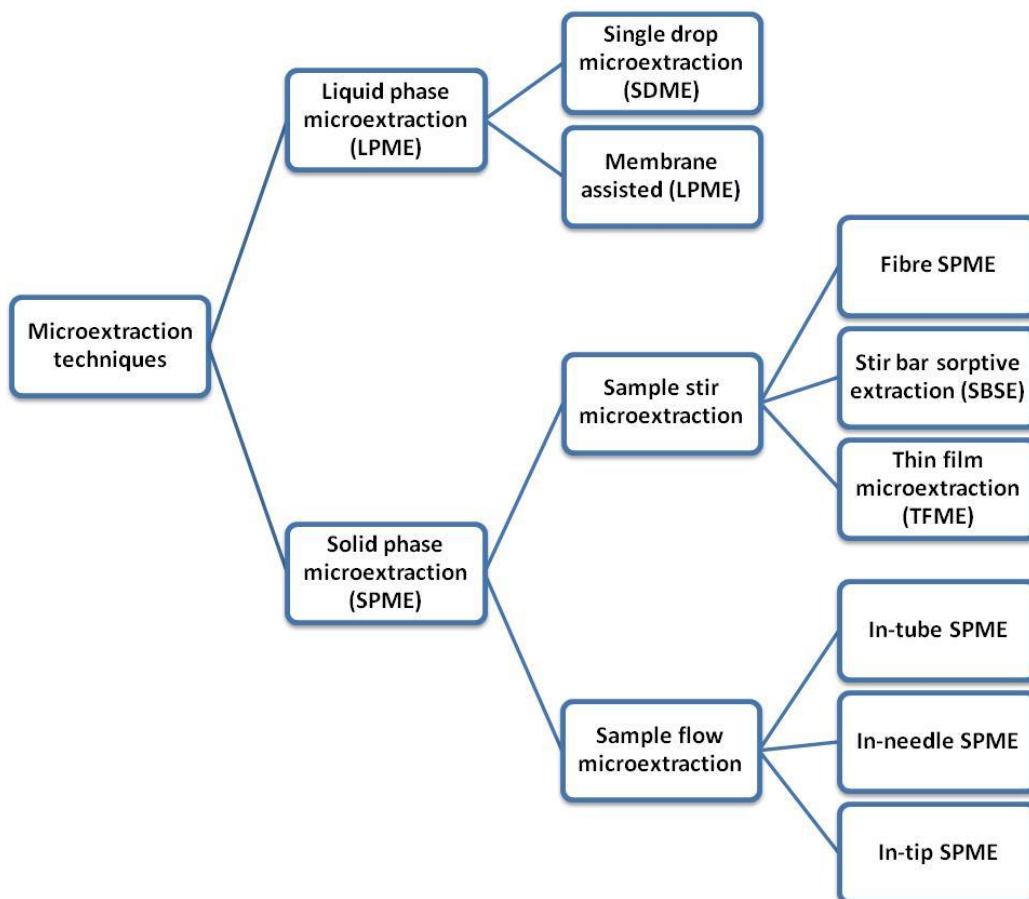 Microextraction
techniques
Liquid phase
microextraction
(LPME)
Single drop
microextraction
(SDME)
Membrane
assisted (LPME)
Solid phase
microextraction
(SPME)
Sample stir
microextraction
Fibre SPME
Stir bar sorptive
extraction (SBSE)
Thin film
microextraction
(TFME)
Sample flow
microextraction
In-tube SPME
In-needle SPME
In-tip SPME